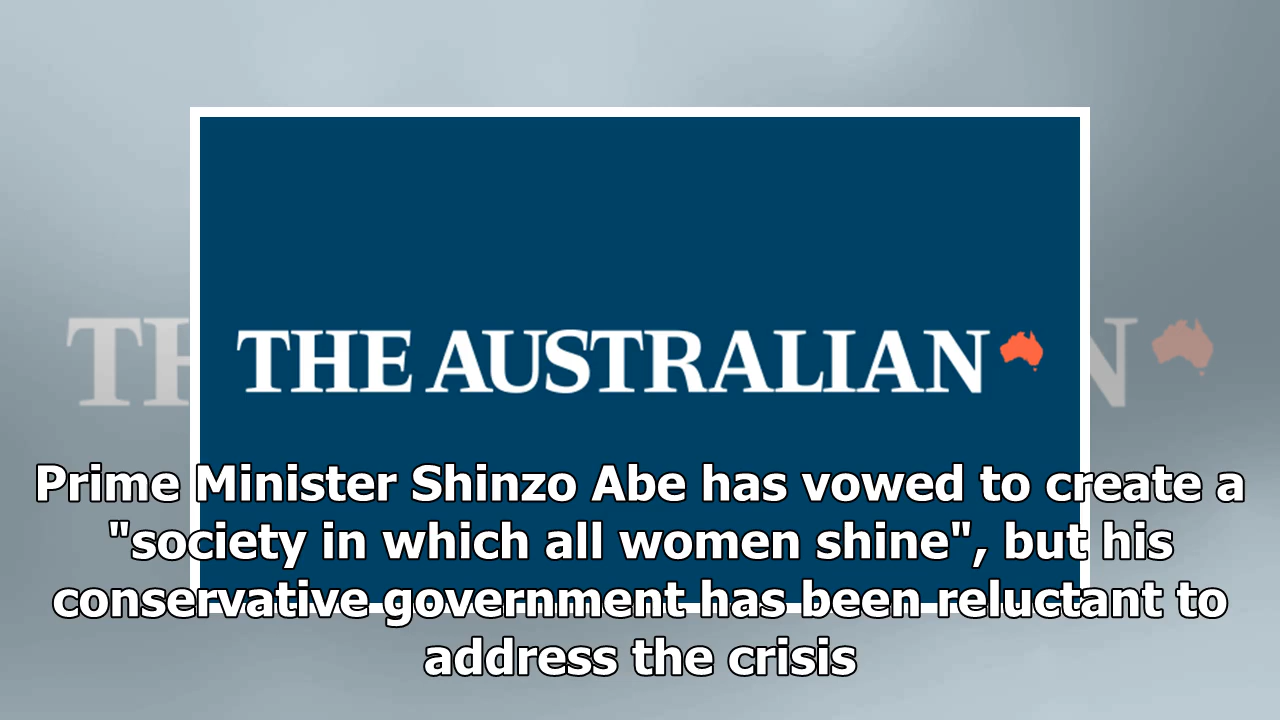 THE AUSTRALIAN
Prime Minister Shinzo Abe has vowed to create a
"society in which all women shine", but his
conservative government has been reluctant to
address the crisis